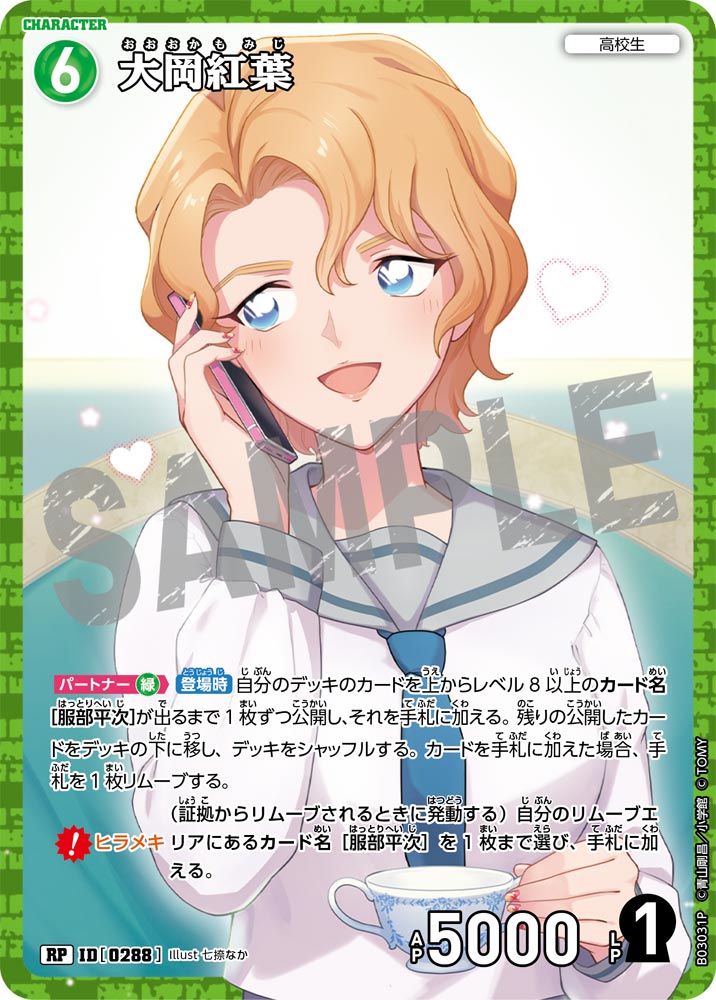 CHARACTER
6
おおおかもみじ
大岡紅葉
高校生
SAMPLE
パートナー 緑 登場時 自分のデッキのカードを上からレベル8以上のカード名
[服部平次]が出るまで1枚ずつ公開し、それを手札に加える。残りの公開したカー
ドをデッキの下に移し、デッキをシャッフルする。カードを手札に加えた場合、手
札を1枚リムーブする。
(証拠からリムーブされるときに発動する)自分のリムーブエ
ヒラメキ リアにあるカード名[服部平次]を1枚まで選び、手札に加
える。
AP 5000 LP 1
RP ID[0288] Illust 七捺なか
B03031P ©青山剛昌/小学館 ©TOMY